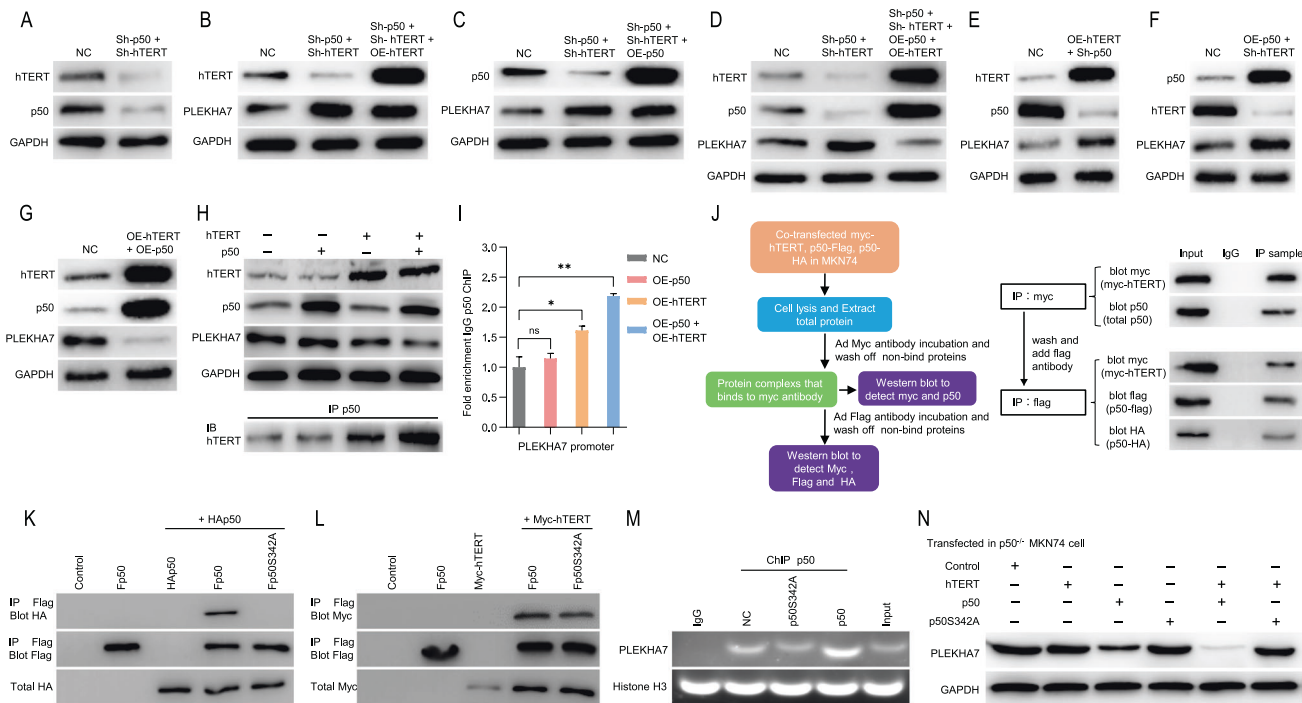 A
NC
Sh-p50 +
Sh-hTERT
hTERT
p50
GAPDH
B
NC
Sh-p50 +
Sh-hTERT
Sh-p50 +
Sh- hTERT +
OE-hTERT
hTERT
PLEKHA7
GAPDH
C
NC
Sh-p50 +
Sh-hTERT
Sh-p50 +
Sh-hTERT +
OE-p50
p50
PLEKHA7
GAPDH
D
NC
Sh-p50 +
Sh-hTERT
Sh-p50 +
Sh- hTERT +
OE-p50 +
OE-hTERT
hTERT
p50
PLEKHA7
GAPDH
E
NC
OE-hTERT
+ Sh-p50
hTERT
p50
PLEKHA7
GAPDH
F
NC
OE-p50 +
Sh-hTERT
p50
hTERT
PLEKHA7
GAPDH
G
NC
OE-hTERT
+ OE-p50
hTERT
p50
PLEKHA7
GAPDH
H
hTERT – – + +
p50 – + – +
hTERT
p50
PLEKHA7
GAPDH
IP p50
IB
hTERT
I
Fold enrichment IgG p50 ChIP
3.0
2.5
2.0
1.5
1.0
0.5
0.0
**
*
ns
PLEKHA7 promoter
NC
OE-p50
OE-hTERT
OE-p50 +
OE-hTERT
J
Co-transfected myc-
hTERT, p50-Flag, p50-
HA in MKN74
Cell lysis and Extract
total protein
Ad Myc antibody incubation and
wash off non-bind proteins
Protein complexs that
binds to myc antibody
Western blot to
detect myc and p50
Ad Flag antibody incubation and
wash off non-bind proteins
Western blot to
detect Myc ,
Flag and HA
IP : myc
wash and
add flag
antibody
IP : flag
Input IgG IP sample
blot myc
(myc-hTERT)
blot p50
(total p50)
blot myc
(myc-hTERT)
blot flag
(p50-flag)
blot HA
(p50-HA)
K
+ HAp50
Control
Fp50
HAp50
Fp50
Fp50S342A
IP Flag
Blot HA
IP Flag
Blot Flag
Total HA
L
+ Myc-hTERT
Control
Fp50
Myc-hTERT
Fp50
Fp50S342A
IP Flag
Blot Myc
IP Flag
Blot Flag
Total Myc
M
ChIP p50
IgG
NC
p50S342A
p50
Input
PLEKHA7
Histone H3
N
Transfected in p50-/- MKN74 cell
Control + – – – – –
hTERT – + – – + +
p50 – – + – + –
p50S342A – – – + – +
PLEKHA7
GAPDH